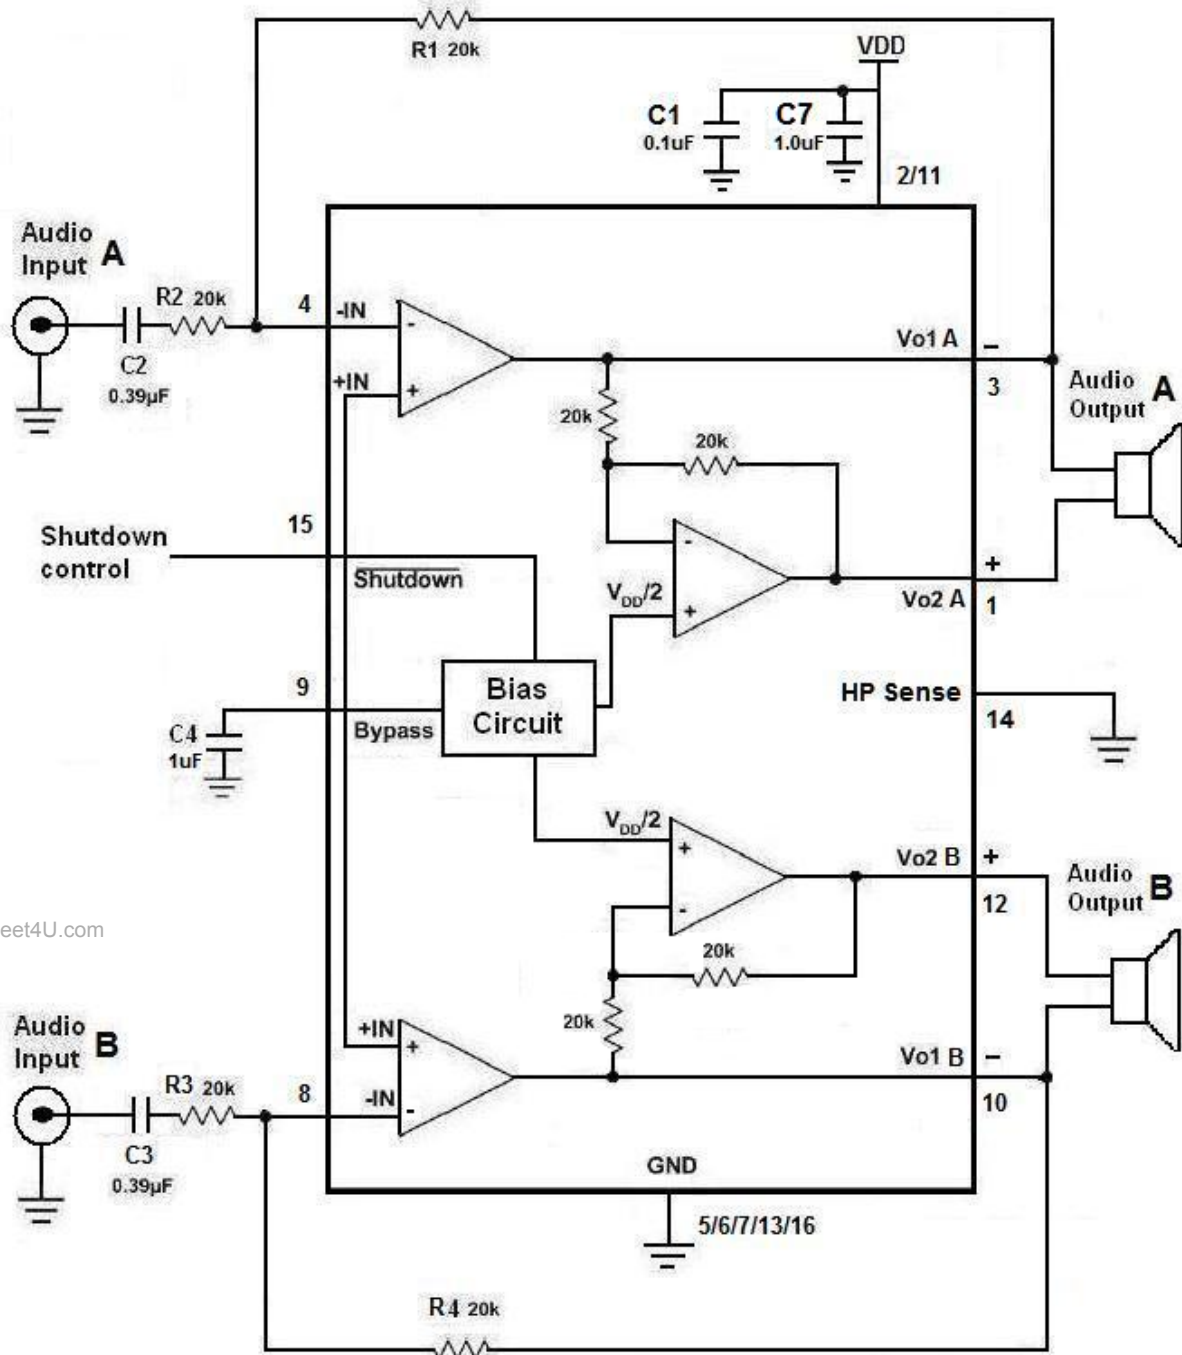 R1 20k
VDD
C1
0.1uF
C7
1.0uF
2/11
Audio
Input A
R2 20k
4
-IN
-
C2
0.39µF
+IN
+
Vo1 A
−
3
20k
20k
Audio
Output A
15
Shutdown
control
Shutdown
-
V_DD/2
+
+
Vo2 A
1
9
Bias
Circuit
Bypass
C4
1uF
HP Sense
14
V_DD/2
+
-
Vo2 B
+
12
Audio
Output B
eet4U.com
20k
20k
Audio
Input B
+IN
+
Vo1 B
−
10
R3 20k
8
-IN
-
C3
0.39µF
GND
5/6/7/13/16
R4 20k